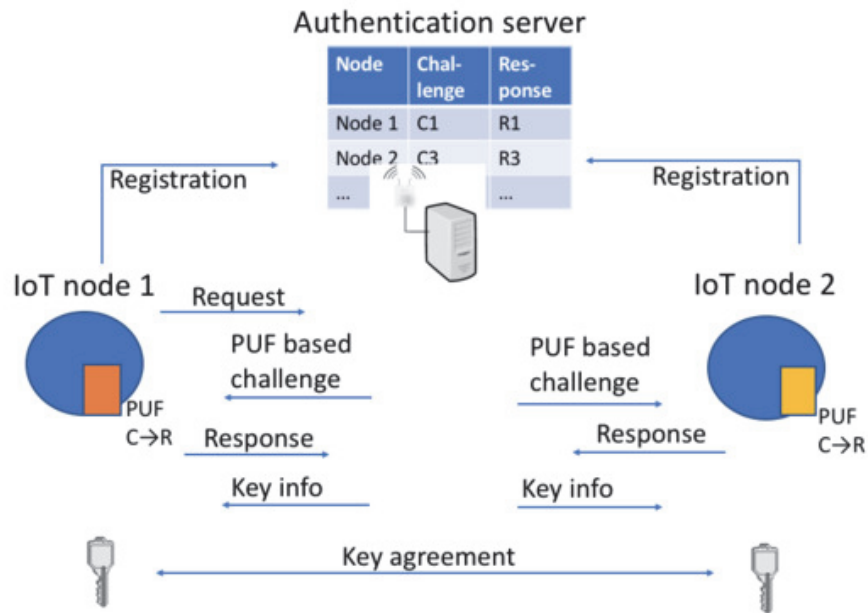 Authentication server
Node Chal-lenge Res-ponse
Node 1 C1 R1
Node 2 C3 R3
... ...
Registration
Registration
IoT node 1
IoT node 2
Request
PUF based
challenge
PUF based
challenge
PUF
C→R
PUF
C→R
Response
Response
Key info
Key info
Key agreement